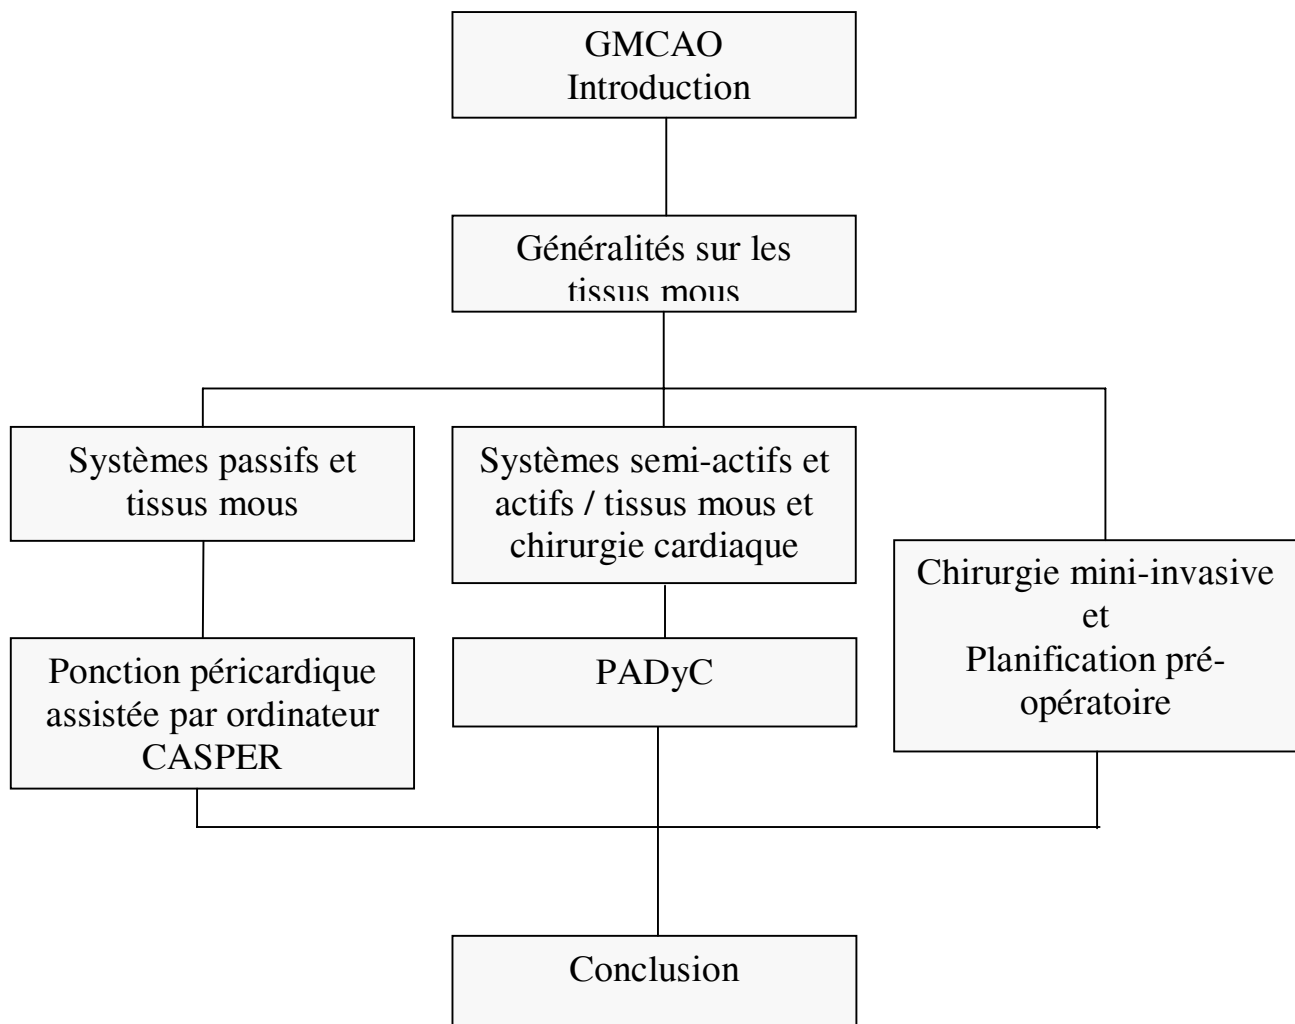 GMCAO
Introduction
Généralités sur les
tissus mous
Systèmes passifs et
tissus mous
Systèmes semi-actifs et
actifs / tissus mous et
chirurgie cardiaque
Chirurgie mini-invasive
et
Planification pré-
opératoire
Ponction péricardique
assistée par ordinateur
CASPER
PADyC
Conclusion